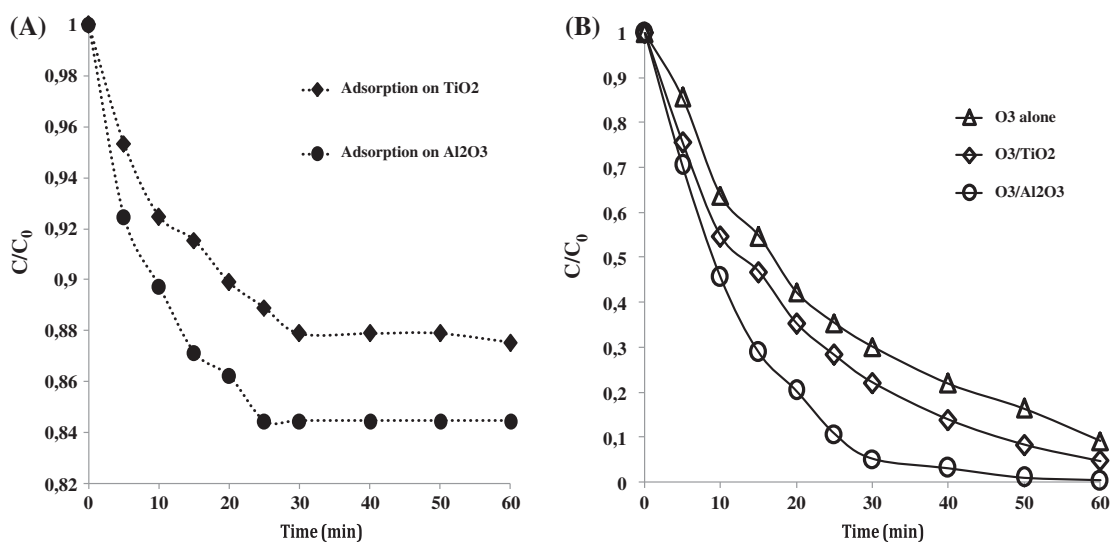 (A)
1
0,98
0,96
0,94
0,92
0,9
0,88
0,86
0,84
0,82
C/C0
0 10 20 30 40 50 60
Time (min)
Adsorption on TiO2
Adsorption on Al2O3
(B)
1
0,9
0,8
0,7
0,6
0,5
0,4
0,3
0,2
0,1
0
C/C0
0 10 20 30 40 50 60
Time (min)
O3 alone
O3/TiO2
O3/Al2O3